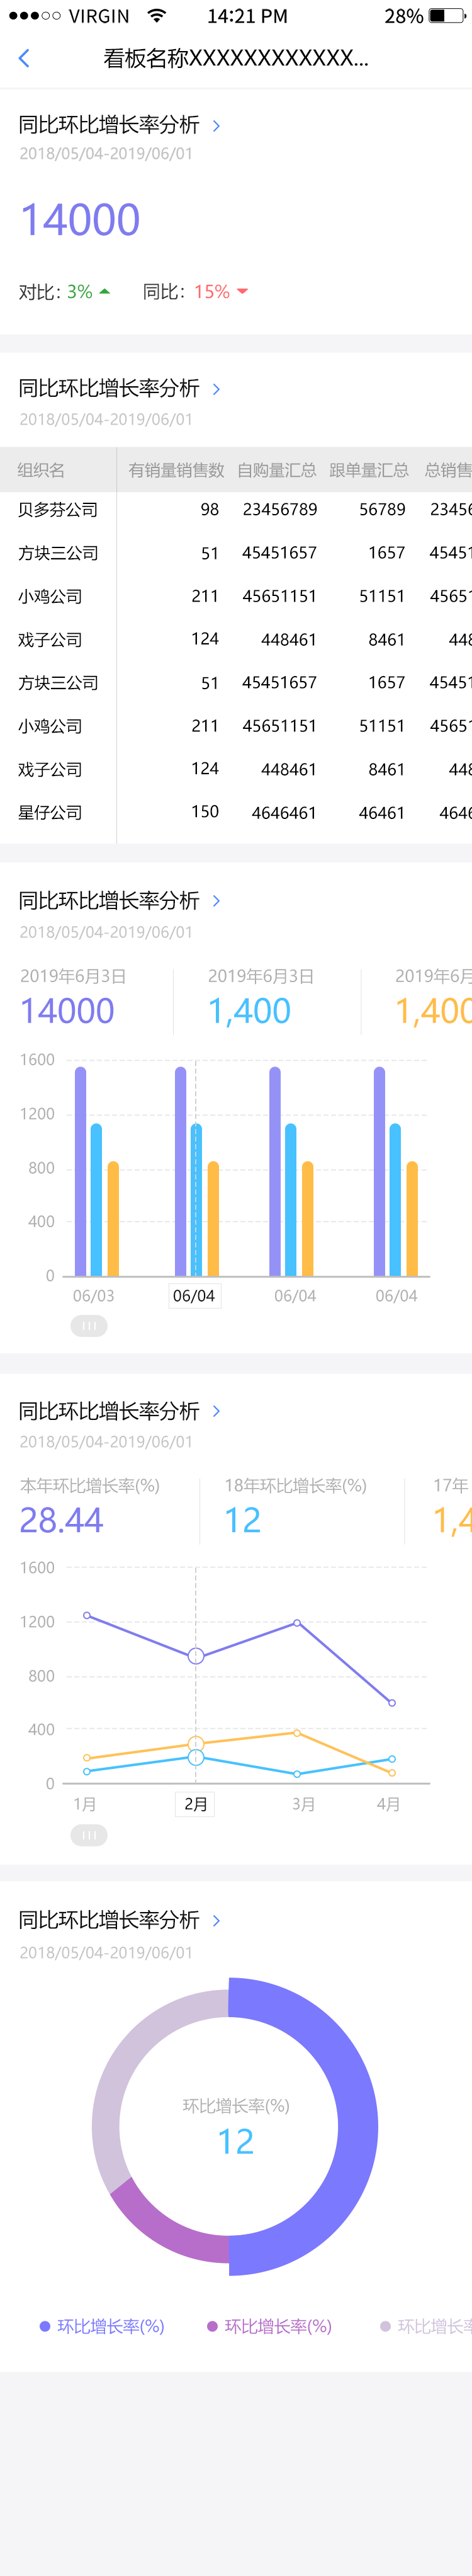 VIRGIN 14:21 PM 28%
看板名称XXXXXXXXXXXX...
同比环比增长率分析
2018/05/04-2019/06/01
14000
对比: 3% 同比: 15%
同比环比增长率分析
2018/05/04-2019/06/01
组织名 有销量销售数 自购量汇总 跟单量汇总 总销售
贝多芬公司 98 23456789 56789 23456
方块三公司 51 45451657 1657 45451
小鸡公司 211 45651151 51151 45651
戏子公司 124 448461 8461 448
方块三公司 51 45451657 1657 45451
小鸡公司 211 45651151 51151 45651
戏子公司 124 448461 8461 448
星仔公司 150 4646461 46461 4646
同比环比增长率分析
2018/05/04-2019/06/01
2019年6月3日 2019年6月3日 2019年6月
14000 1,400 1,400
1600
1200
800
400
0
06/03 06/04 06/04 06/04
同比环比增长率分析
2018/05/04-2019/06/01
本年环比增长率(%) 18年环比增长率(%) 17年
28.44 12 1,4
1600
1200
800
400
0
1月 2月 3月 4月
同比环比增长率分析
2018/05/04-2019/06/01
环比增长率(%)
12
环比增长率(%) 环比增长率(%) 环比增长率